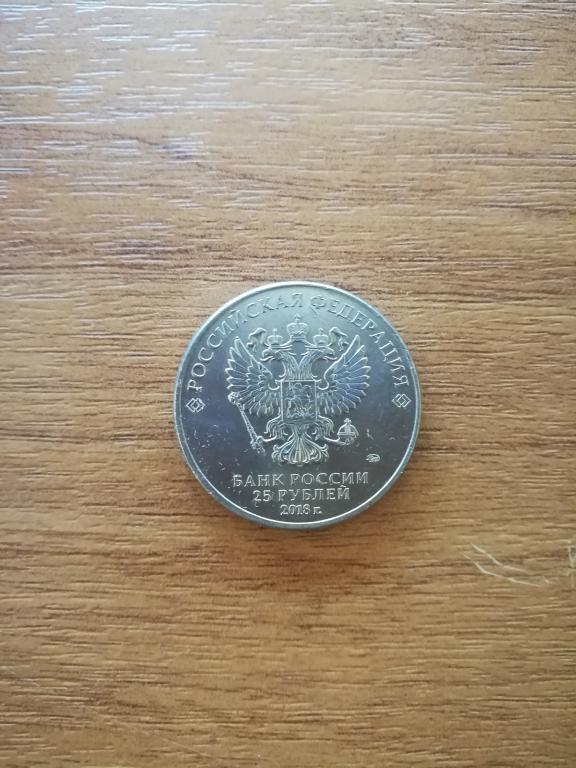 РОССИЙСКАЯ ФЕДЕРАЦИЯ
БАНК РОССИИ
25 РУБЛЕЙ
2018 г.